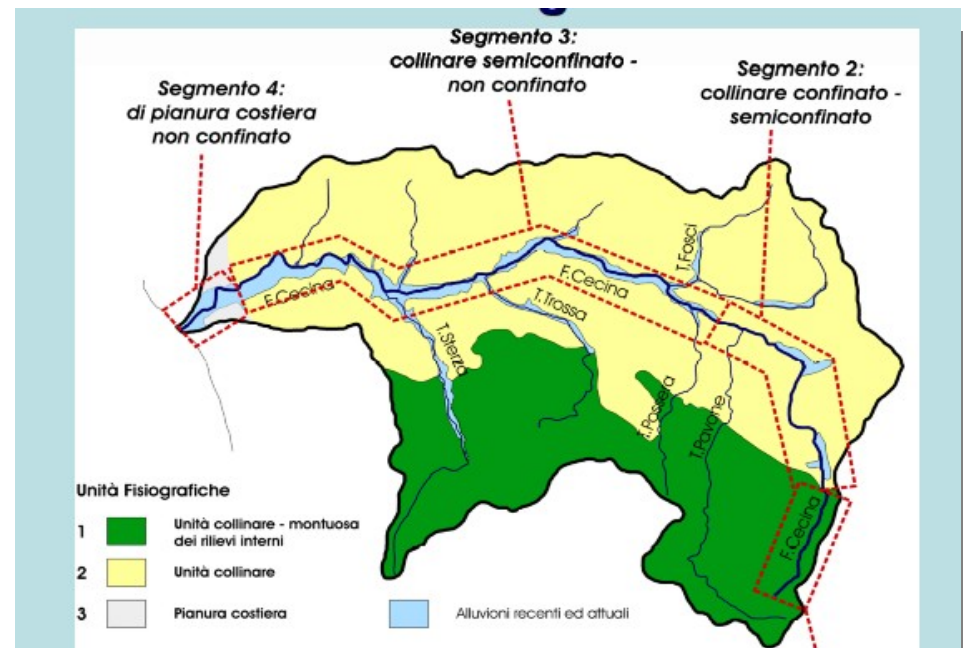 Segmento 3:
collinare semiconfinato -
non confinato
Segmento 2:
collinare confinato -
semiconfinato
Segmento 4:
di pianura costiera
non confinato
T.Fosci
F.Cecina
F.Cecina
T.Trossa
T.Sterza
T.Possera
T.Pavone
F.Cecina
Unità Fisiografiche
1 Unità collinare - montuosa
dei rilievi interni
2 Unità collinare
3 Pianura costiera
Alluvioni recenti ed attuali